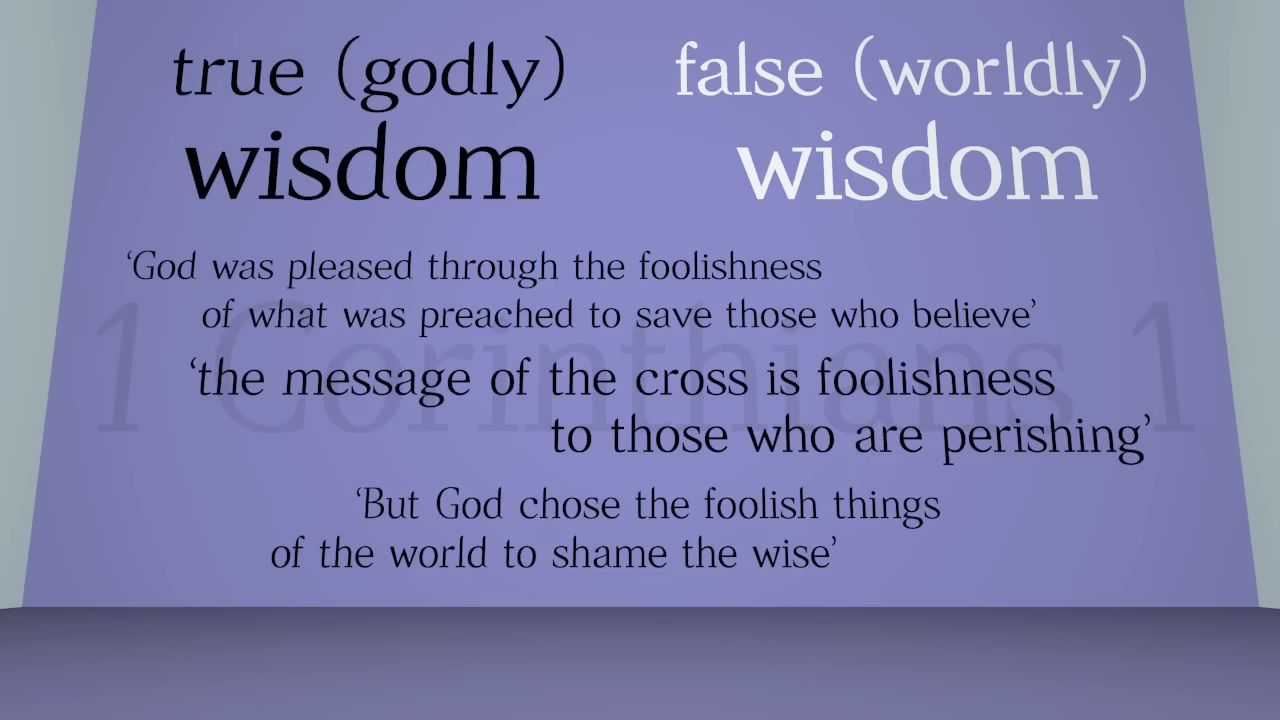 true (godly) false (worldly)
wisdom wisdom
‘God was pleased through the foolishness
of what was preached to save those who believe’
1 Corinthians 1
‘the message of the cross is foolishness
to those who are perishing’
‘But God chose the foolish things
of the world to shame the wise’